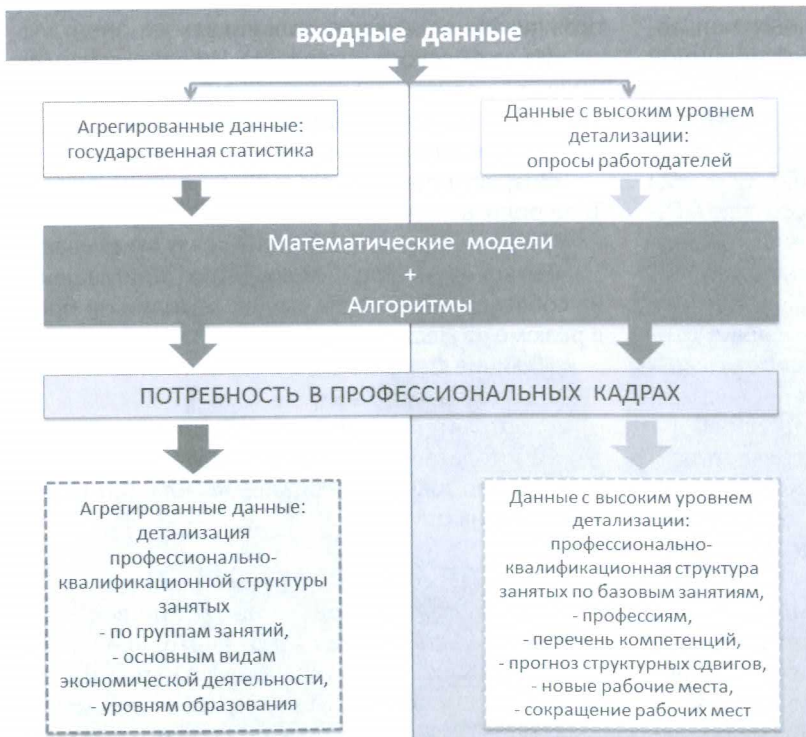 входные данные
Агрегированные данные:
государственная статистика
Данные с высоким уровнем
детализации:
опросы работодателей
Математические модели
+
Алгоритмы
ПОТРЕБНОСТЬ В ПРОФЕССИОНАЛЬНЫХ КАДРАХ
Агрегированные данные:
детализация
профессионально-
квалификационной структуры
занятых
- по группам занятий,
- основным видам
экономической деятельности,
- уровням образования
Данные с высоким уровнем
детализации:
профессионально-
квалификационная структура
занятых по базовым занятиям,
- профессиям,
- перечень компетенций,
- прогноз структурных сдвигов,
- новые рабочие места,
- сокращение рабочих мест